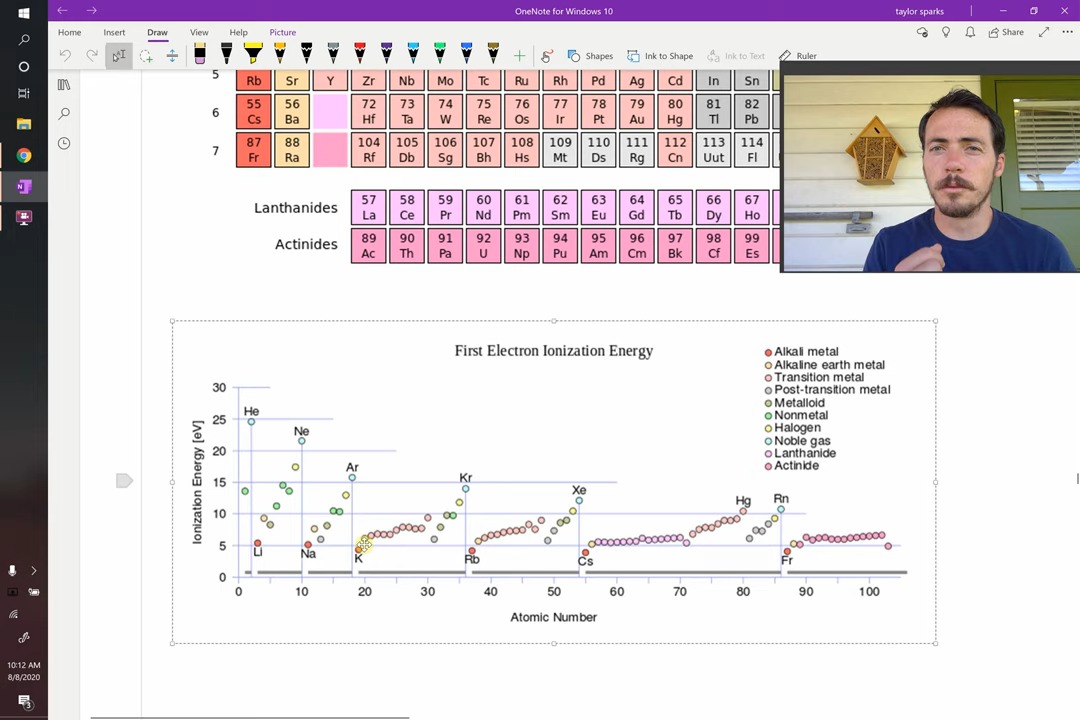 OneNote for Windows 10
taylor sparks
Home Insert Draw View Help Picture
Share
Shapes Ink to Shape Ink to Text Ruler
5 Rb Sr Y Zr Nb Mo Tc Ru Rh Pd Ag Cd In Sn
55 56 72 73 74 75 76 77 78 79 80 81 82
6
Cs Ba Hf Ta W Re Os Ir Pt Au Hg Tl Pb
87 88 104 105 106 107 108 109 110 111 112 113 114
7
Fr Ra Rf Db Sg Bh Hs Mt Ds Rg Cn Uut Fl
57 58 59 60 61 62 63 64 65 66 67
Lanthanides
La Ce Pr Nd Pm Sm Eu Gd Tb Dy Ho
89 90 91 92 93 94 95 96 97 98 99
Actinides
Ac Th Pa U Np Pu Am Cm Bk Cf Es
First Electron Ionization Energy
Alkali metal
Alkaline earth metal
Transition metal
Post-transition metal
Metalloid
Nonmetal
Halogen
Noble gas
Lanthanide
Actinide
Ionization Energy [eV]
30
25
20
15
10
5
0
He
Ne
Ar
Kr
Xe
Hg
Rn
Li
Na
K
Rb
Cs
Fr
0 10 20 30 40 50 60 70 80 90 100
Atomic Number
10:12 AM
8/8/2020
3